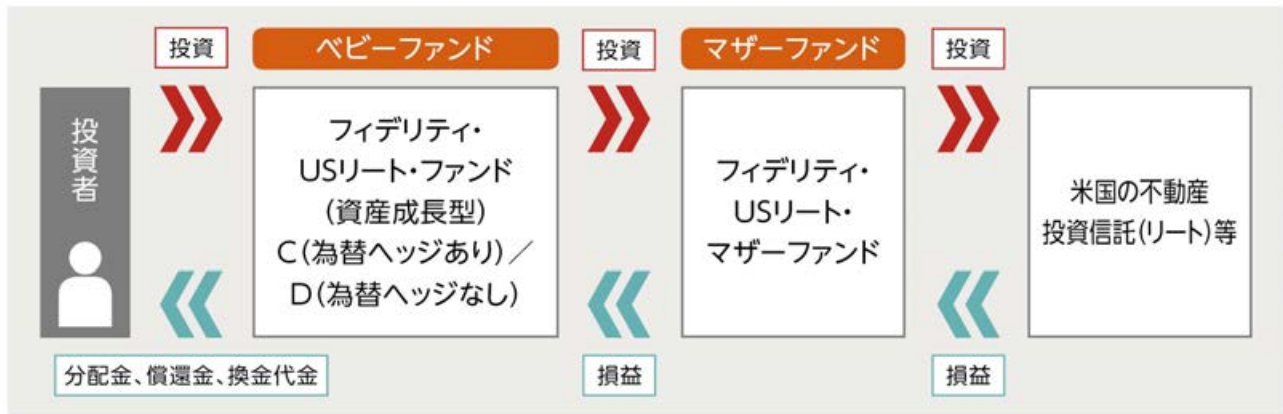 投資
ベビーファンド
投資
マザーファンド
投資
投資者
フィデリティ・
USリート・ファンド
(資産成長型)
C(為替ヘッジあり)／
D(為替ヘッジなし)
フィデリティ・
USリート・
マザーファンド
米国の不動産
投資信託(リート)等
分配金、償還金、換金代金
損益
損益